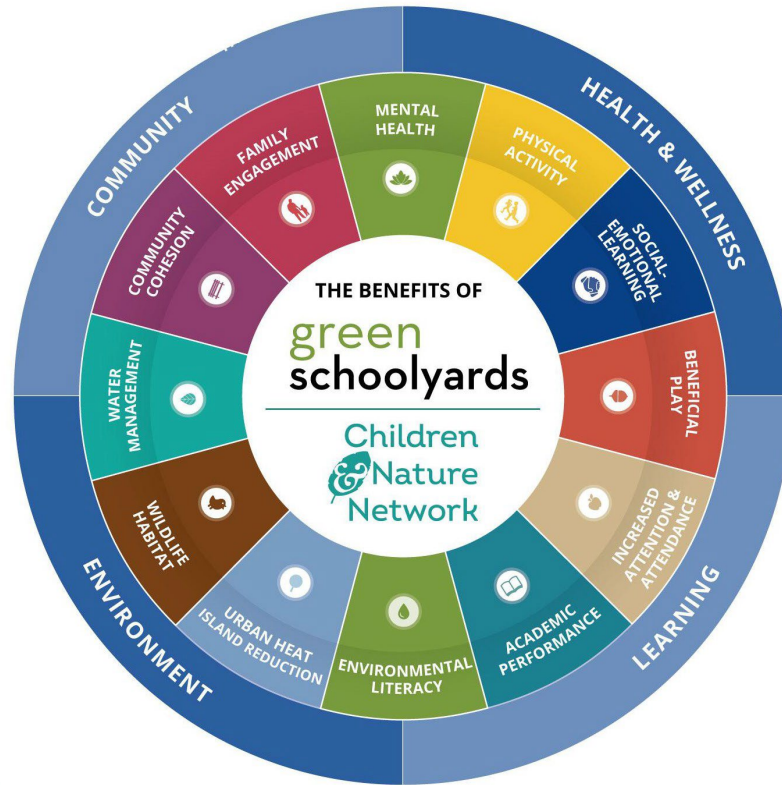 COMMUNITY
HEALTH & WELLNESS
LEARNING
ENVIRONMENT
MENTAL
HEALTH
PHYSICAL
ACTIVITY
SOCIAL-
EMOTIONAL
LEARNING
BENEFICIAL
PLAY
INCREASED
ATTENTION &
ATTENDANCE
ACADEMIC
PERFORMANCE
ENVIRONMENTAL
LITERACY
URBAN HEAT
ISLAND REDUCTION
WILDLIFE
HABITAT
WATER
MANAGEMENT
COMMUNITY
COHESION
FAMILY
ENGAGEMENT
THE BENEFITS OF
green
schoolyards
Children
& Nature
Network